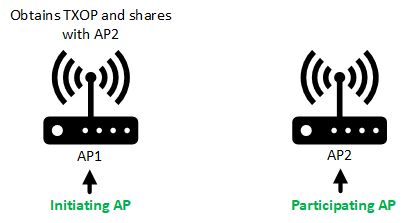 Obtains TXOP and shares
with AP2
AP1
AP2
Initiating AP
Participating AP